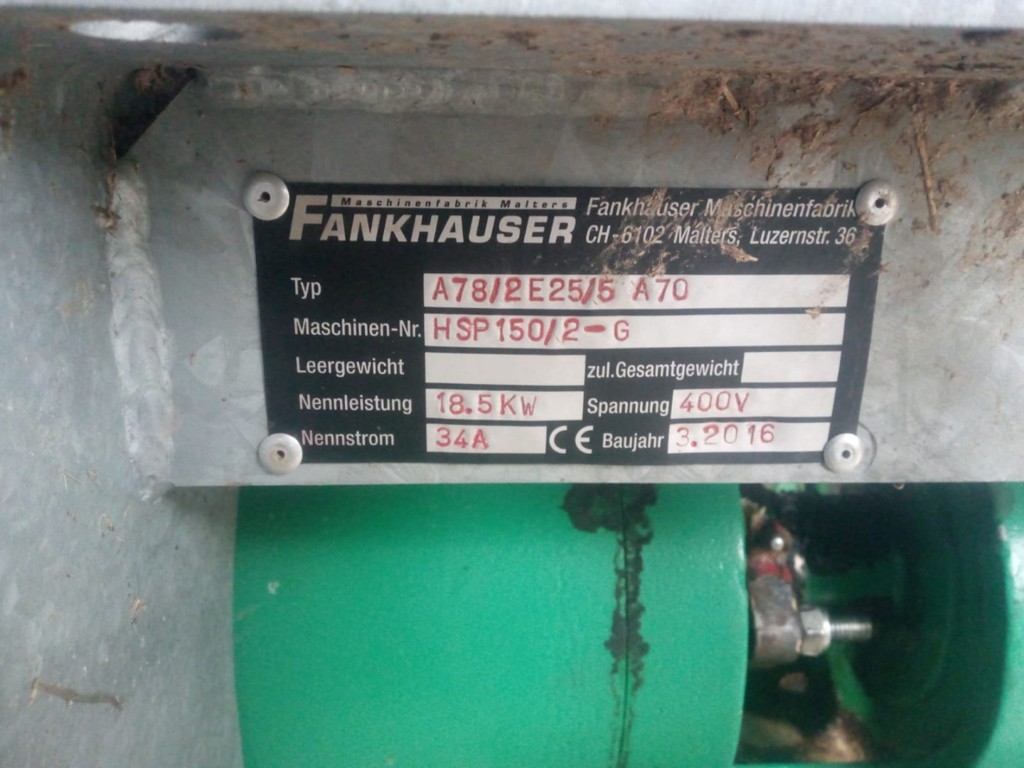 Maschinenfabrik Malters
FANKHAUSER
Fankhauser Maschinenfabrik
CH-6102 Malters, Luzernstr. 36
Typ A78/2E25/5 A70
Maschinen-Nr. HSP150/2-G
Leergewicht zul.Gesamtgewicht
Nennleistung 18.5KW Spannung 400V
Nennstrom 34A CE Baujahr 3.2016